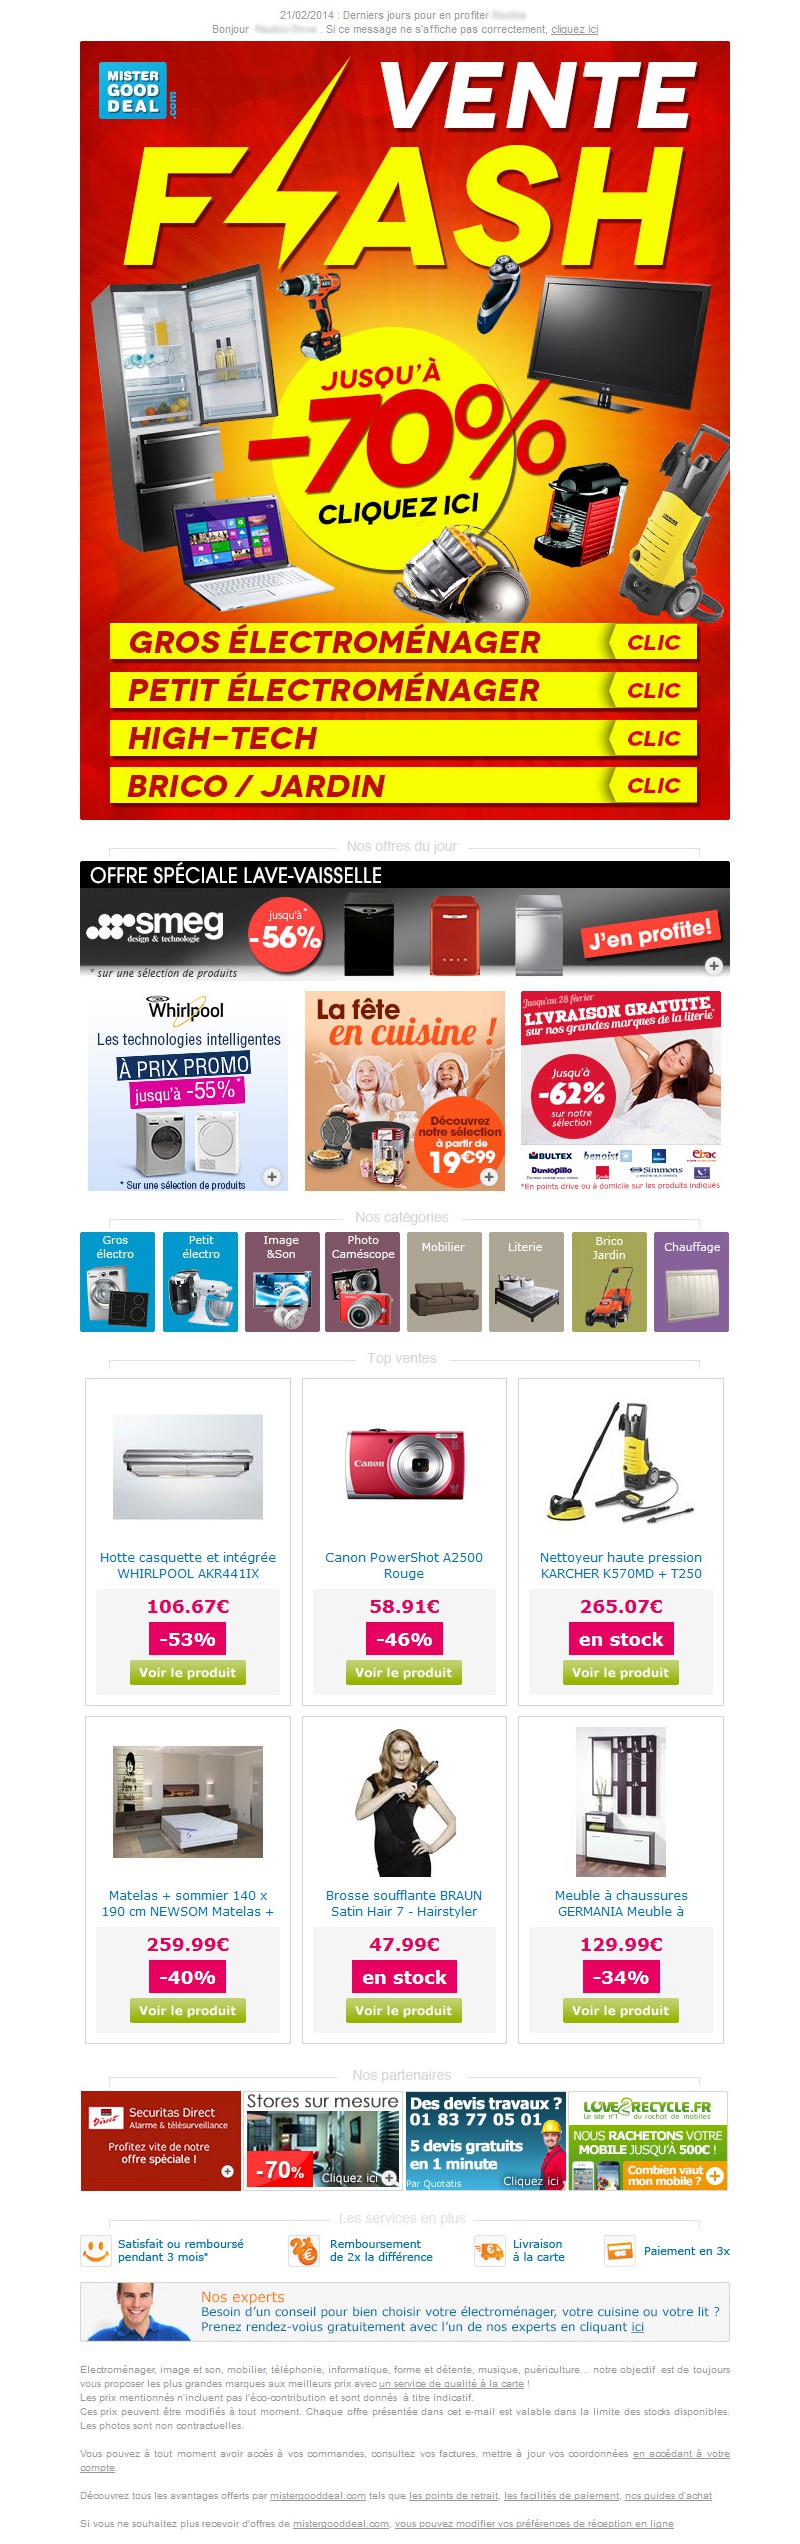 21/02/2014 : Derniers jours pour en profiter
Bonjour . Si ce message ne s'affiche pas correctement, cliquez ici
MISTER
GOOD
DEAL
.com
VENTE
FLASH
JUSQU'À
-70%
CLIQUEZ ICI
GROS ÉLECTROMÉNAGER CLIC
PETIT ÉLECTROMÉNAGER CLIC
HIGH-TECH CLIC
BRICO / JARDIN CLIC
Nos offres du jour
OFFRE SPÉCIALE LAVE-VAISSELLE
smeg
design & technologie
jusqu'à*
-56%
J'en profite!
* sur une sélection de produits
Whirlpool
Les technologies intelligentes
À PRIX PROMO
jusqu'à -55%*
* Sur une sélection de produits
La fête
en cuisine !
Découvrez
notre sélection
à partir de
19€99
Jusqu'au 28 février
LIVRAISON GRATUITE
sur nos grandes marques de la literie*
Jusqu'à
-62%
sur notre
sélection
BULTEX benoist ebac
Dunlopillo Simmons
*En points drive ou à domicile sur les produits indiqués
Nos catégories
Gros
électro
Petit
électro
Image
&Son
Photo
Caméscope
Mobilier
Literie
Brico
Jardin
Chauffage
Top ventes
Canon
Hotte casquette et intégrée
WHIRLPOOL AKR441IX
106.67€
-53%
Voir le produit
Canon PowerShot A2500
Rouge
58.91€
-46%
Voir le produit
Nettoyeur haute pression
KARCHER K570MD + T250
265.07€
en stock
Voir le produit
Matelas + sommier 140 x
190 cm NEWSOM Matelas +
259.99€
-40%
Voir le produit
Brosse soufflante BRAUN
Satin Hair 7 - Hairstyler
47.99€
en stock
Voir le produit
Meuble à chaussures
GERMANIA Meuble à
129.99€
-34%
Voir le produit
Nos partenaires
Direct
Securitas Direct
Alarme & télésurveillance
Profitez vite de notre
offre spéciale !
Stores sur mesure
-70%
Cliquez ici
Des devis travaux ?
01 83 77 05 01
5 devis gratuits
en 1 minute
Par Quotatis
Cliquez ici
LOVE2RECYCLE.FR
Le site n°1 du rachat de mobiles
NOUS RACHETONS VOTRE
MOBILE JUSQU'À 500€ !
Combien vaut
mon mobile ?
Les services en plus
Satisfait ou remboursé
pendant 3 mois*
Remboursement
de 2x la différence
Livraison
à la carte
Paiement en 3x
Nos experts
Besoin d'un conseil pour bien choisir votre électroménager, votre cuisine ou votre lit ?
Prenez rendez-voius gratuitement avec l'un de nos experts en cliquant ici
Electroménager, image et son, mobilier, téléphonie, informatique, forme et détente, musique, puériculture... notre objectif est de toujours
vous proposer les plus grandes marques aux meilleurs prix avec un service de qualité à la carte !
Les prix mentionnés n'incluent pas l'éco-contribution et sont donnés à titre indicatif.
Ces prix peuvent être modifiés à tout moment. Chaque offre présentée dans cet e-mail est valable dans la limite des stocks disponibles.
Les photos sont non contractuelles.
Vous pouvez à tout moment avoir accès à vos commandes, consultez vos factures, mettre à jour vos coordonnées en accédant à votre
compte.
Découvrez tous les avantages offerts par mistergooddeal.com tels que les points de retrait, les facilités de paiement, nos guides d'achat
Si vous ne souhaitez plus recevoir d'offres de mistergooddeal.com, vous pouvez modifier vos préférences de réception en ligne